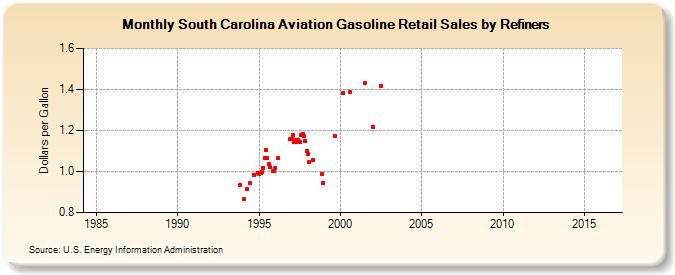 Monthly South Carolina Aviation Gasoline Retail Sales by Refiners
Dollars per Gallon
1.6
1.4
1.2
1.0
0.8
1985 1990 1995 2000 2005 2010 2015
Source: U.S. Energy Information Administration